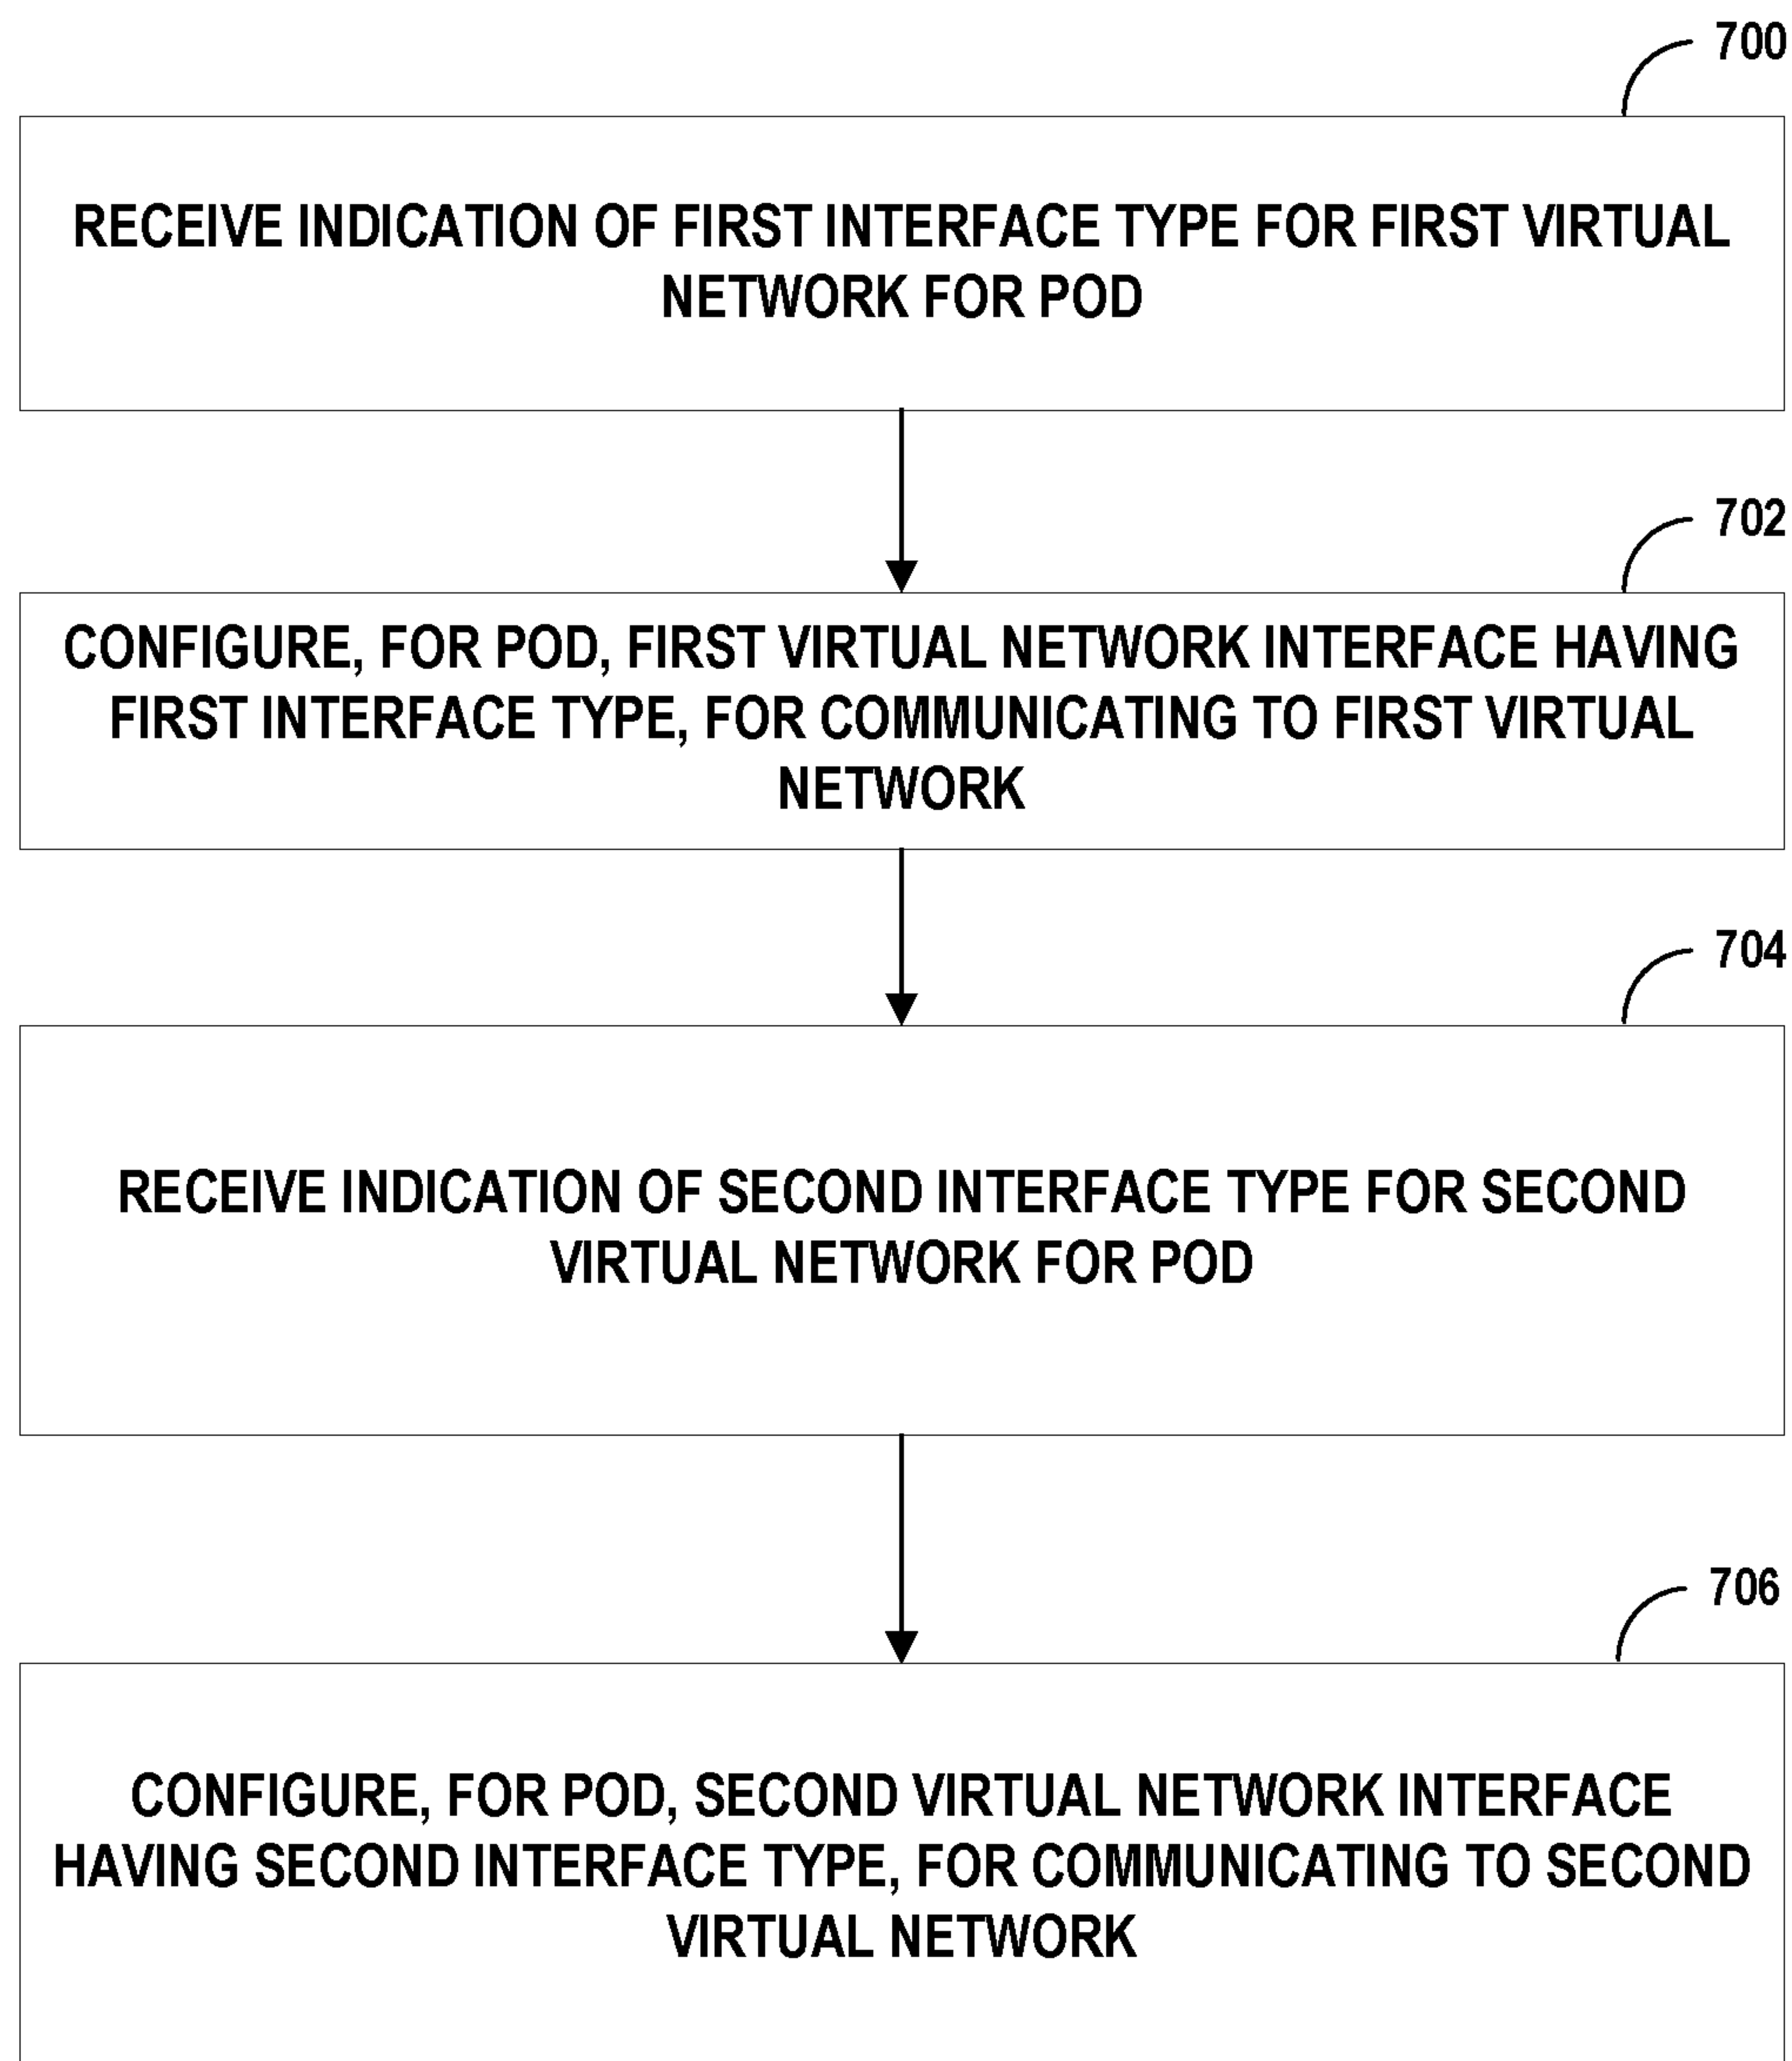 700
RECEIVE INDICATION OF FIRST INTERFACE TYPE FOR FIRST VIRTUAL
NETWORK FOR POD
702
CONFIGURE, FOR POD, FIRST VIRTUAL NETWORK INTERFACE HAVING
FIRST INTERFACE TYPE, FOR COMMUNICATING TO FIRST VIRTUAL
NETWORK
704
RECEIVE INDICATION OF SECOND INTERFACE TYPE FOR SECOND
VIRTUAL NETWORK FOR POD
706
CONFIGURE, FOR POD, SECOND VIRTUAL NETWORK INTERFACE
HAVING SECOND INTERFACE TYPE, FOR COMMUNICATING TO SECOND
VIRTUAL NETWORK